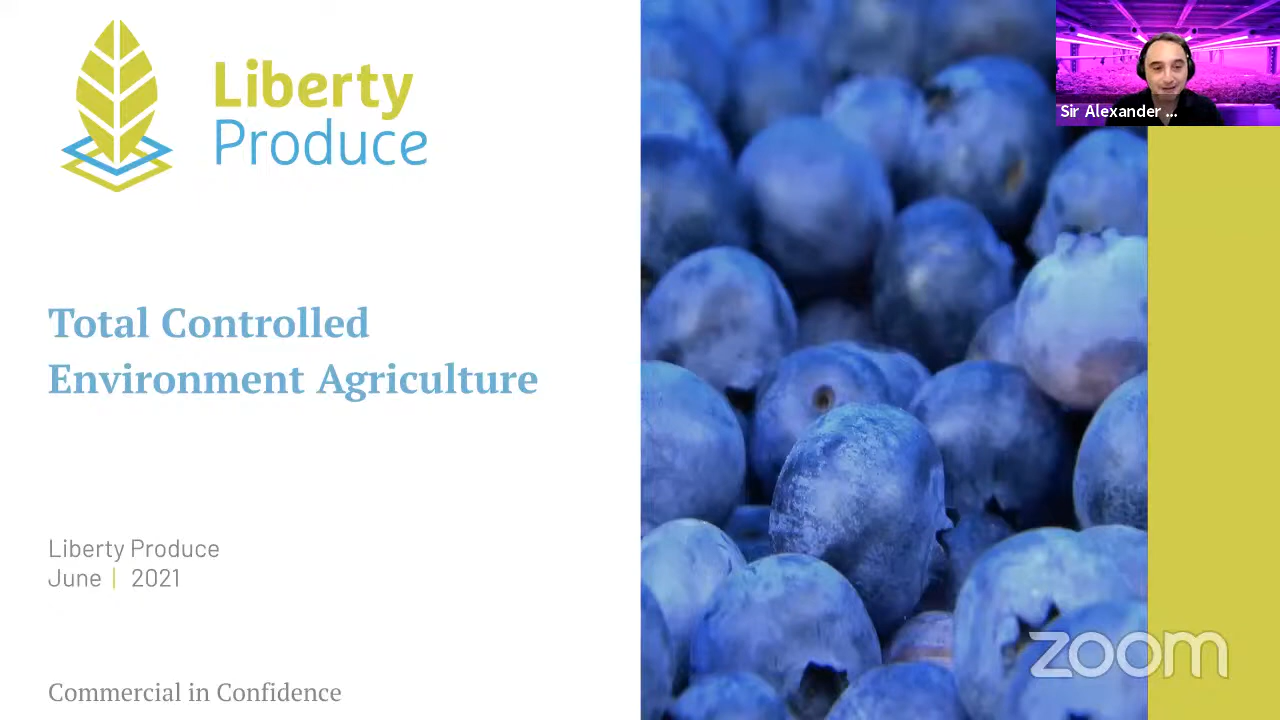 Liberty
Produce
Sir Alexander ...
Total Controlled
Environment Agriculture
Liberty Produce
June | 2021
Commercial in Confidence
zoom